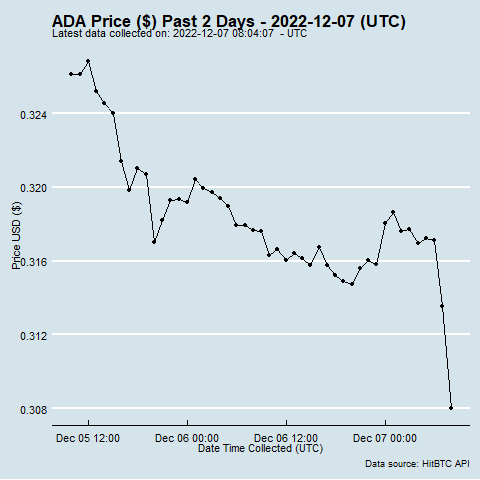 ADA Price ($) Past 2 Days - 2022-12-07 (UTC)
Latest data collected on: 2022-12-07 08:04:07  - UTC
Price USD ($)
0.324
0.320
0.316
0.312
0.308
Dec 05 12:00
Dec 06 00:00
Dec 06 12:00
Dec 07 00:00
Date Time Collected (UTC)
Data source: HitBTC API